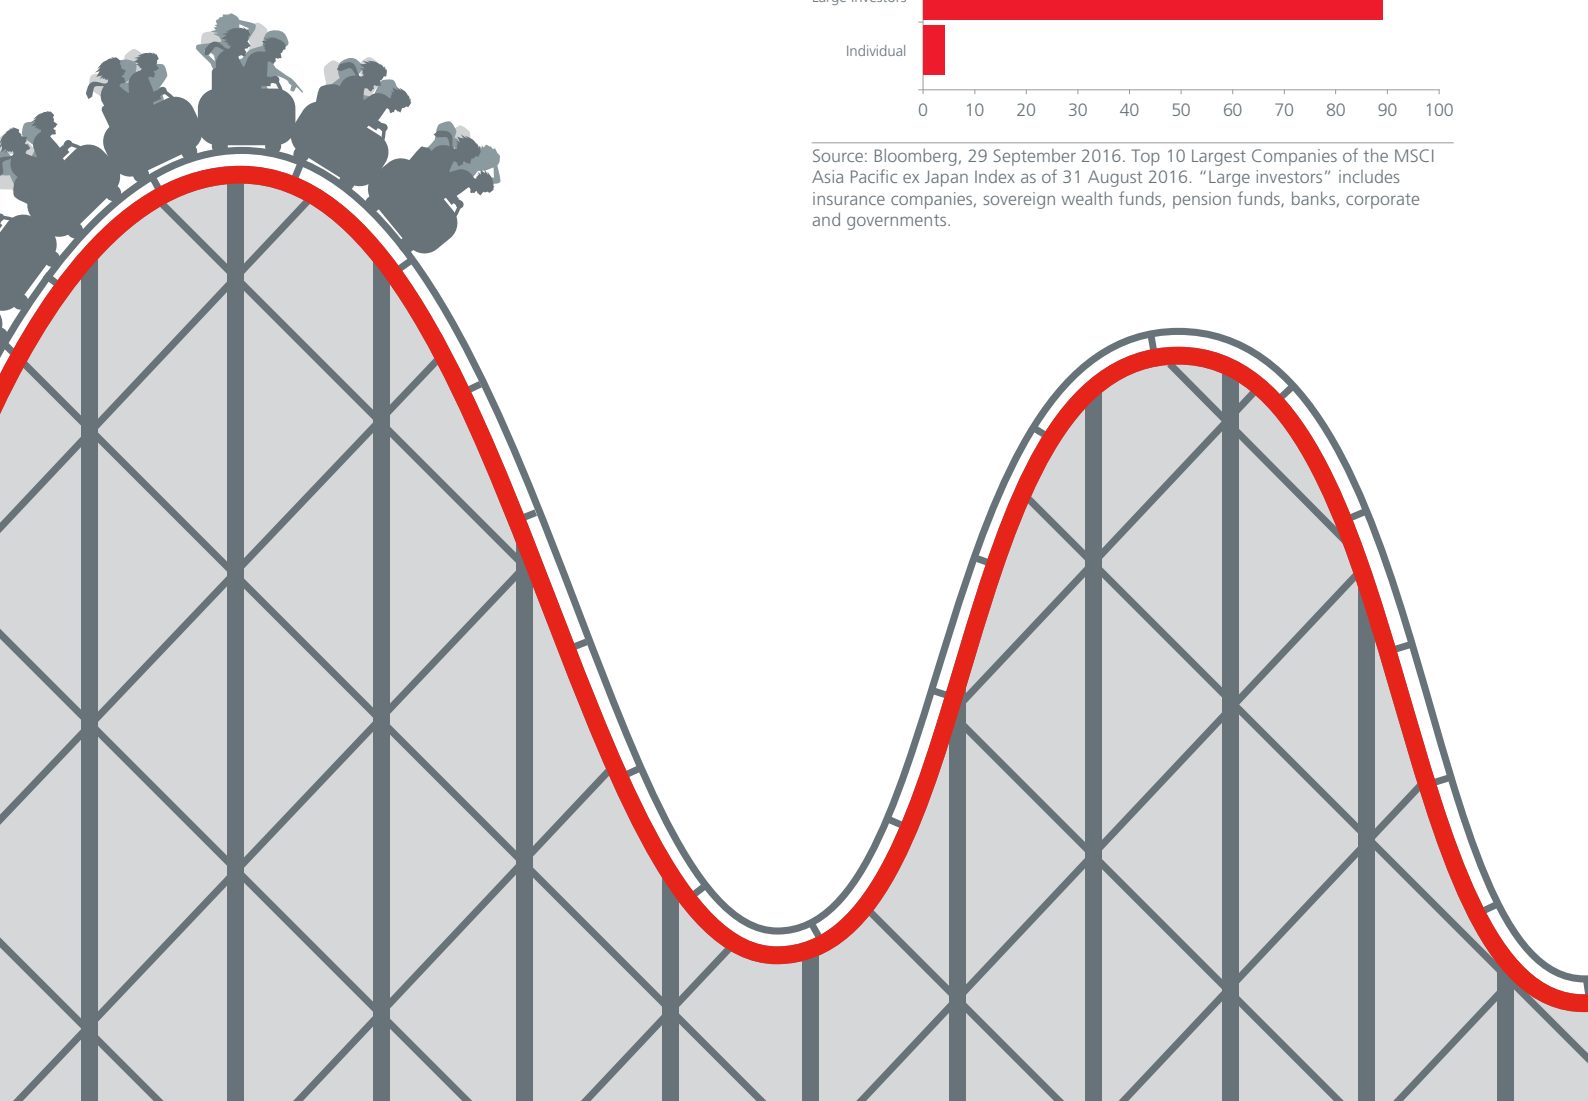 Large investors
Individual
0 10 20 30 40 50 60 70 80 90 100
Source: Bloomberg, 29 September 2016. Top 10 Largest Companies of the MSCI
Asia Pacific ex Japan Index as of 31 August 2016. “Large investors” includes
insurance companies, sovereign wealth funds, pension funds, banks, corporate
and governments.